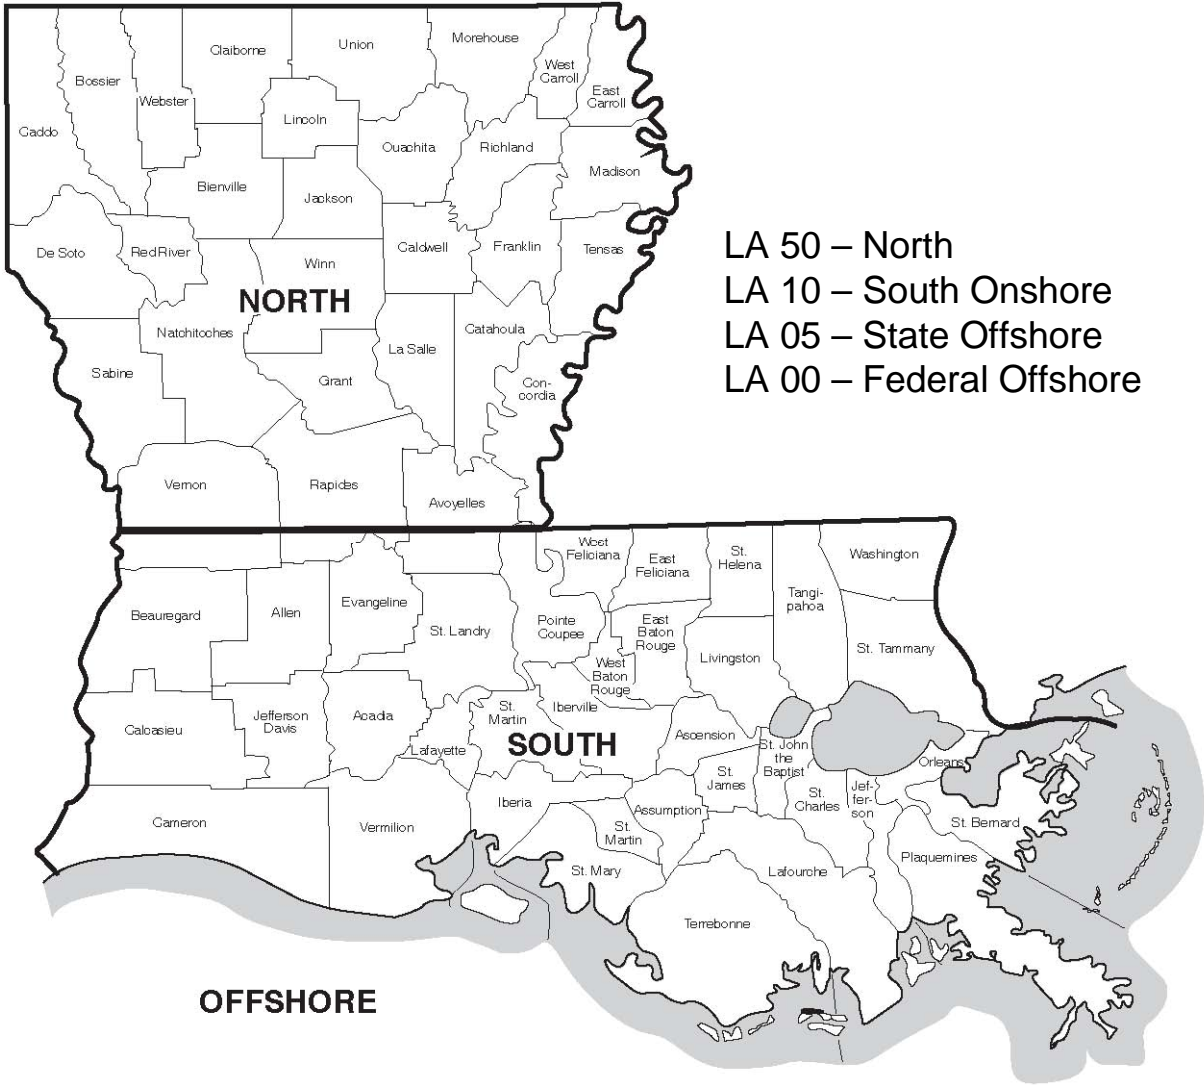 Claiborne
Union
Morehouse
West
Carroll
East
Carroll
Bossier
Webster
Lincoln
Caddo
Ouachita
Richland
Madison
Bienville
Jackson
De Soto
Red River
Caldwell
Franklin
Tensas
Winn
NORTH
Natchitoches
La Salle
Catahoula
Sabine
Grant
Con-
cordia
Vernon
Rapides
Avoyelles
LA 50 – North
LA 10 – South Onshore
LA 05 – State Offshore
LA 00 – Federal Offshore
West
Feliciana
East
Feliciana
St.
Helena
Washington
Tangi-
pahoa
Beauregard
Allen
Evangeline
St. Landry
Pointe
Coupee
East
Baton
Rouge
West
Baton
Rouge
Livingston
St. Tammany
Calcasieu
Jefferson
Davis
Acadia
Lafayette
St.
Martin
Iberville
SOUTH
Ascension
St. John
the
Baptist
Orleans
St.
James
St.
Charles
Jef-
fer-
son
Cameron
Vermilion
Iberia
Assumption
St.
Martin
St. Bernard
St. Mary
Lafourche
Plaquemines
Terrebonne
OFFSHORE